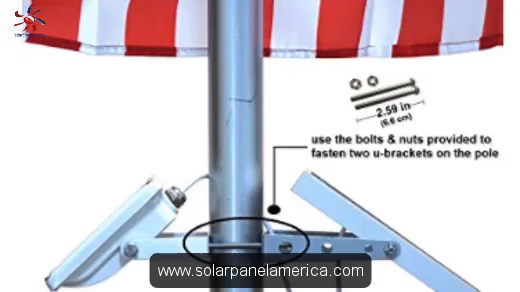 2.59 in
(6.6 cm)
use the bolts & nuts provided to
fasten two u-brackets on the pole
www.solarpanelamerica.com